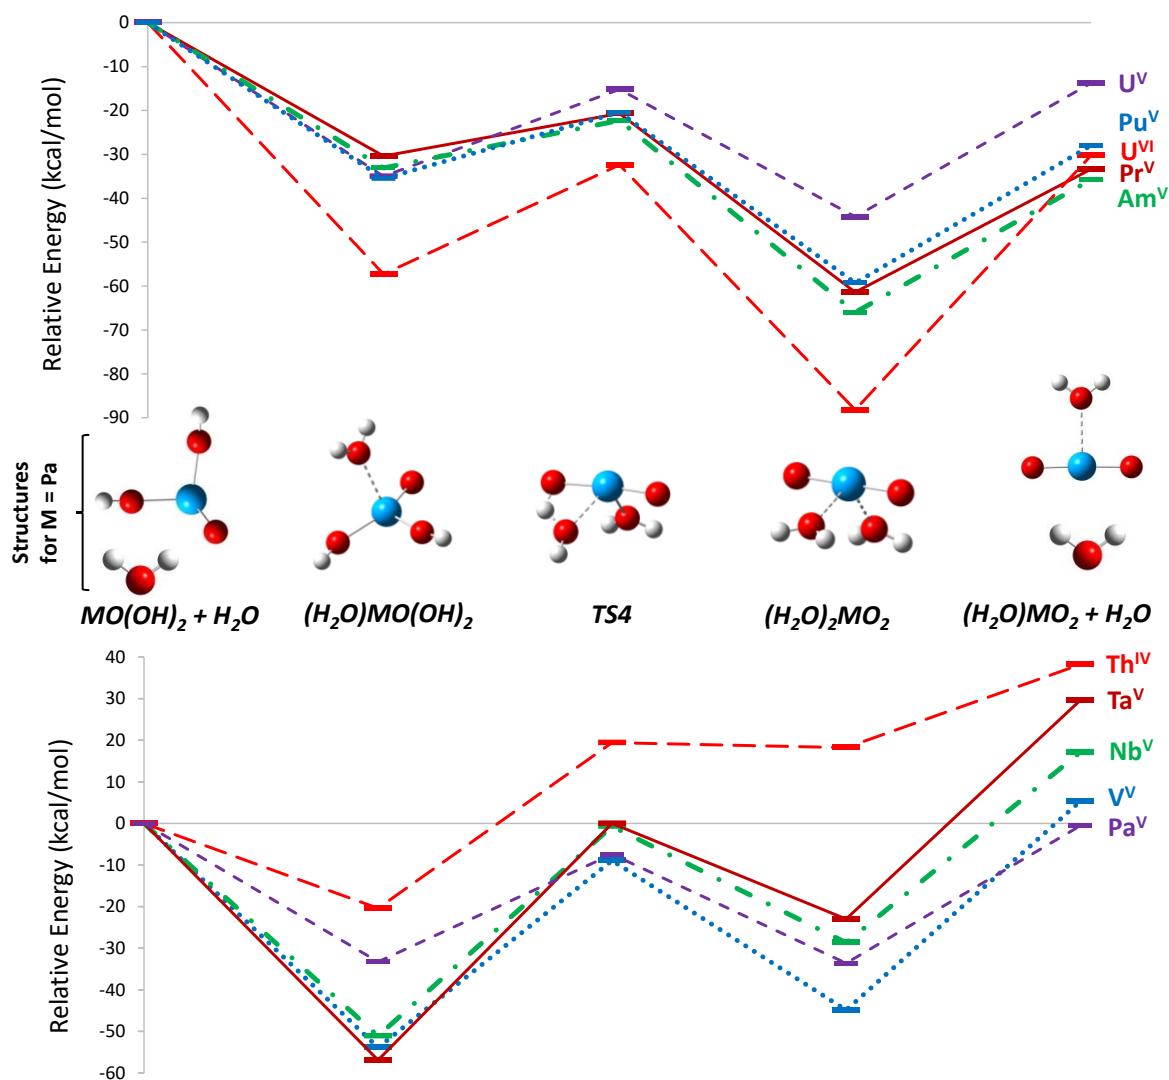 0
-10
-20
-30
-40
-50
-60
-70
-80
-90
Relative Energy (kcal/mol)
U^V
Pu^V
U^VI
Pr^V
Am^V
Structures
for M = Pa
MO(OH)₂ + H₂O
(H₂O)MO(OH)₂
TS4
(H₂O)₂MO₂
(H₂O)MO₂ + H₂O
40
30
20
10
0
-10
-20
-30
-40
-50
-60
Relative Energy (kcal/mol)
Th^IV
Ta^V
Nb^V
V^V
Pa^V